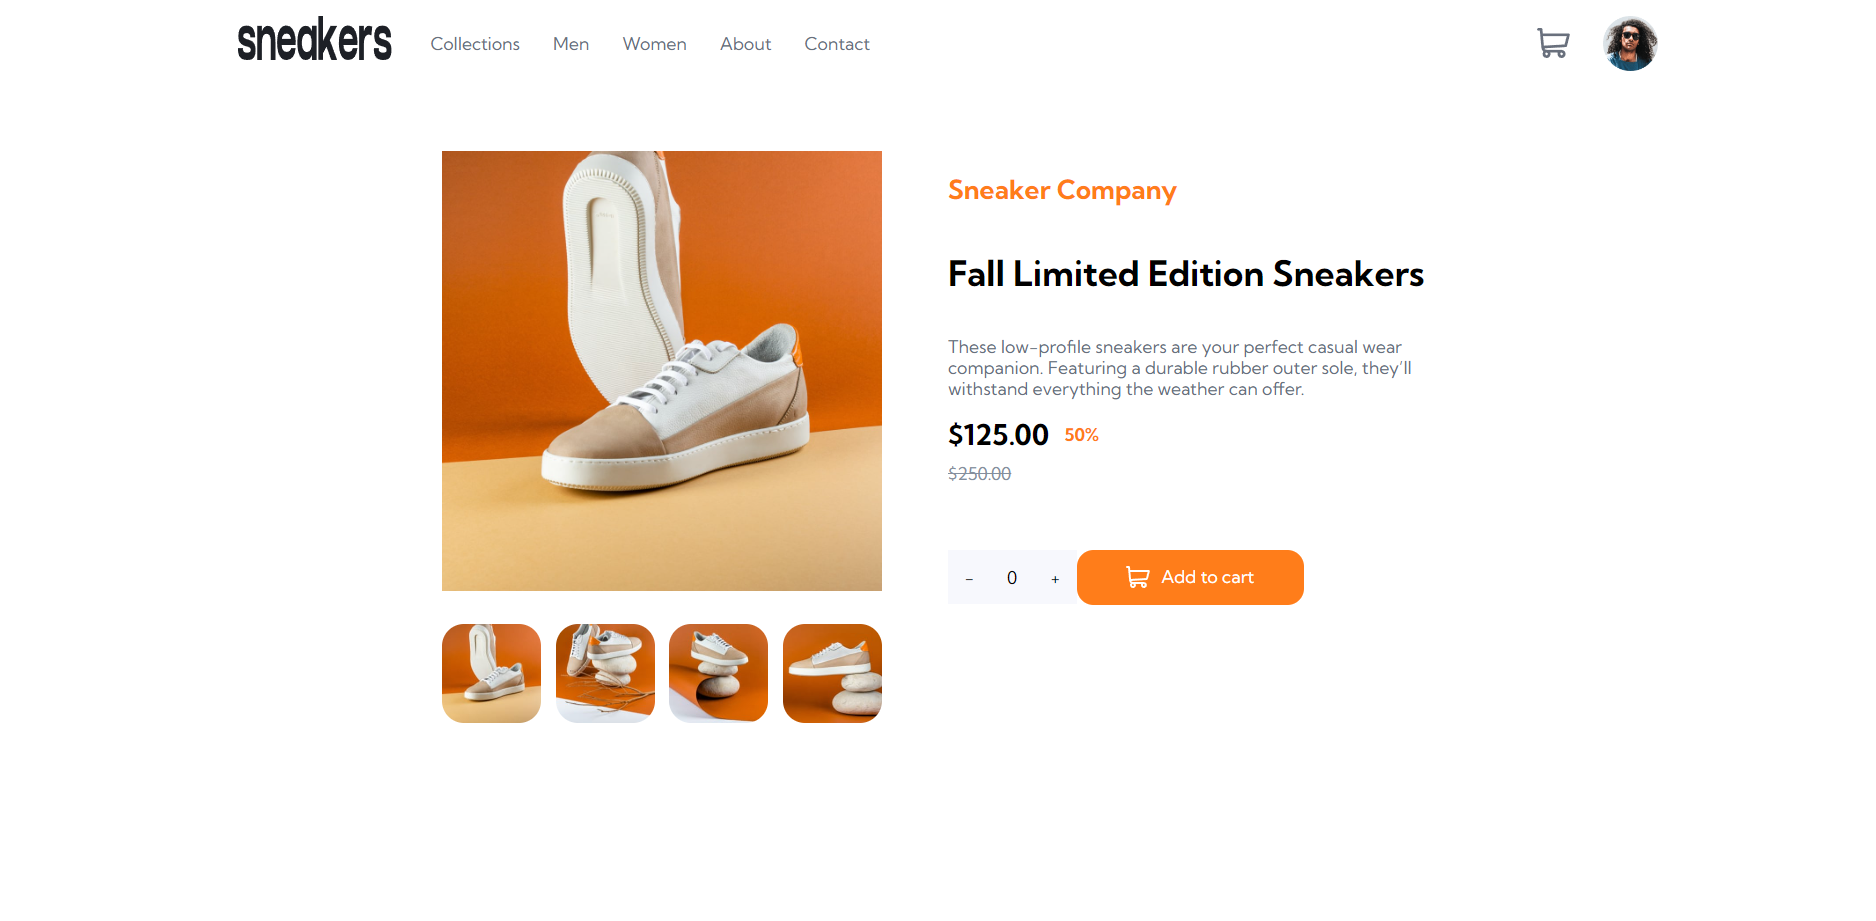 sneakers
Collections Men Women About Contact
Sneaker Company
Fall Limited Edition Sneakers
These low-profile sneakers are your perfect casual wear
companion. Featuring a durable rubber outer sole, they’ll
withstand everything the weather can offer.
$125.00 50%
$250.00
- 0 + Add to cart